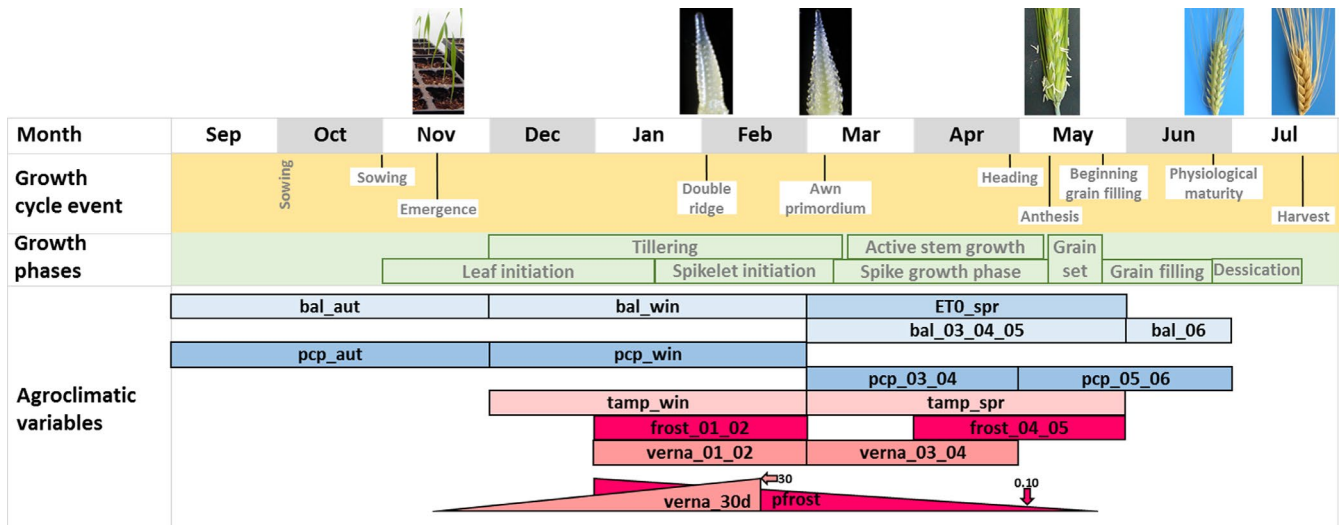 Month Sep Oct Nov Dec Jan Feb Mar Apr May Jun Jul
Growth cycle event
Sowing
Sowing
Emergence
Double ridge
Awn primordium
Heading
Anthesis
Beginning grain filling
Physiological maturity
Harvest
Growth phases
Tillering Active stem growth Grain set
Leaf initiation Spikelet initiation Spike growth phase Grain filling Dessication
Agroclimatic variables
bal_aut bal_win ET0_spr
bal_03_04_05 bal_06
pcp_aut pcp_win
pcp_03_04 pcp_05_06
tamp_win tamp_spr
frost_01_02 frost_04_05
verna_01_02 verna_03_04
30 0.10
verna_30d pfrost